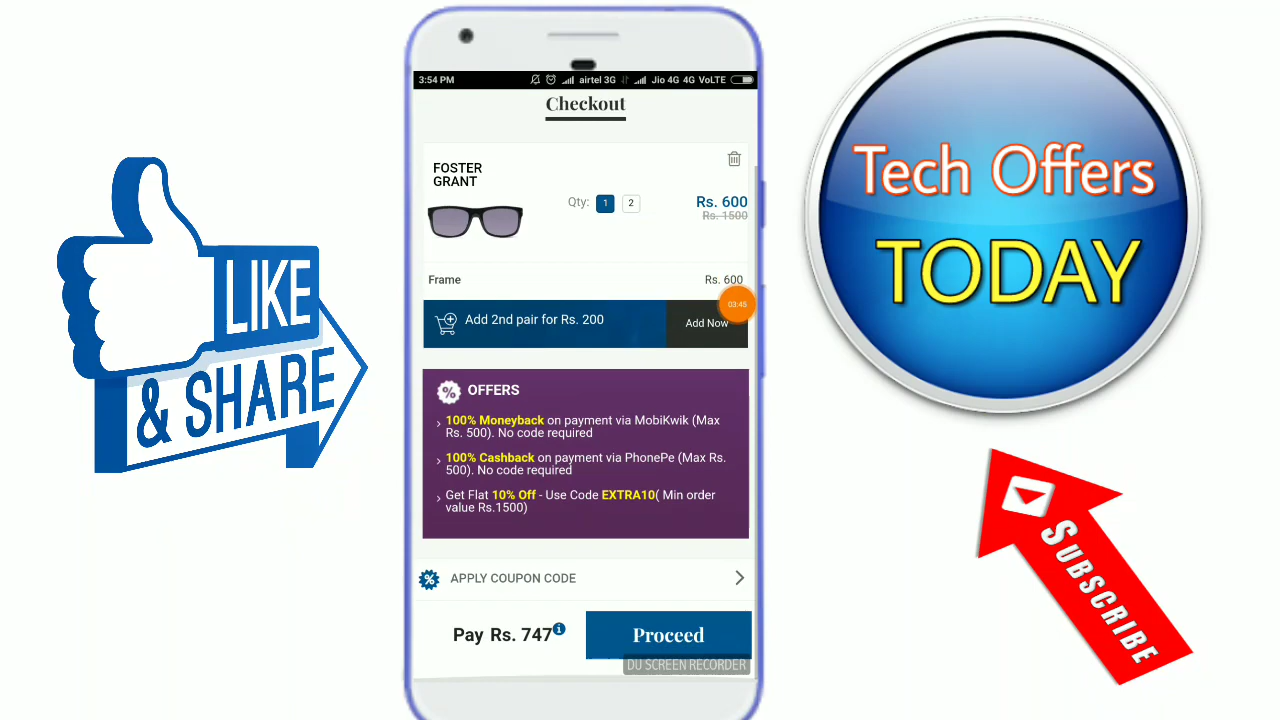 LIKE
& SHARE
3:54 PM
airtel 3G
Jio 4G 4G VoLTE
Checkout
FOSTER
GRANT
Qty: 1 2
Rs. 600
Rs. 1500
Frame
Rs. 600
03:45
Add 2nd pair for Rs. 200
Add Now
% OFFERS
100% Moneyback on payment via MobiKwik (Max
Rs. 500). No code required
100% Cashback on payment via PhonePe (Max Rs.
500). No code required
Get Flat 10% Off - Use Code EXTRA10( Min order
value Rs.1500)
% APPLY COUPON CODE
Pay Rs. 747 i
Proceed
DU SCREEN RECORDER
Tech Offers
TODAY
SUBSCRIBE